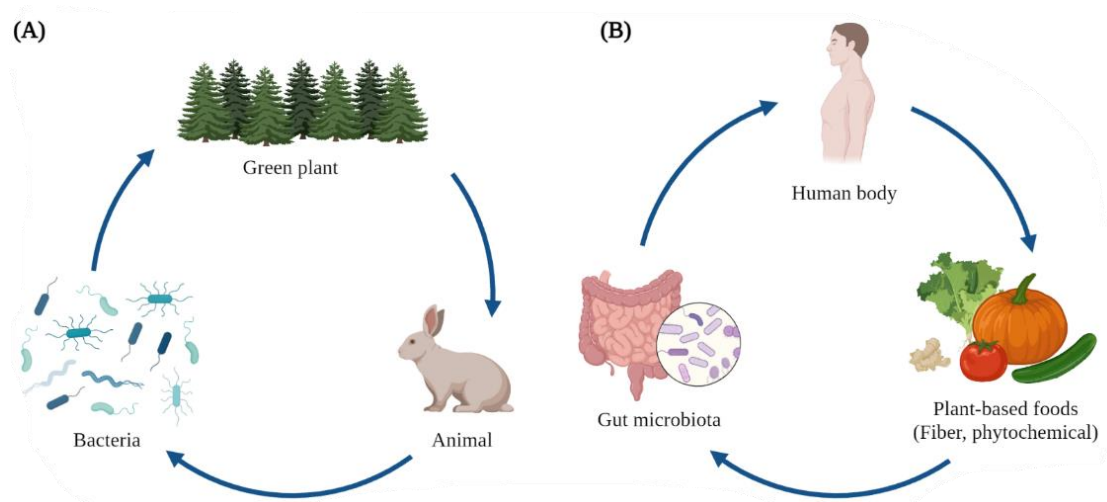 (A)
Green plant
Bacteria
Animal
(B)
Human body
Gut microbiota
Plant-based foods
(Fiber, phytochemical)